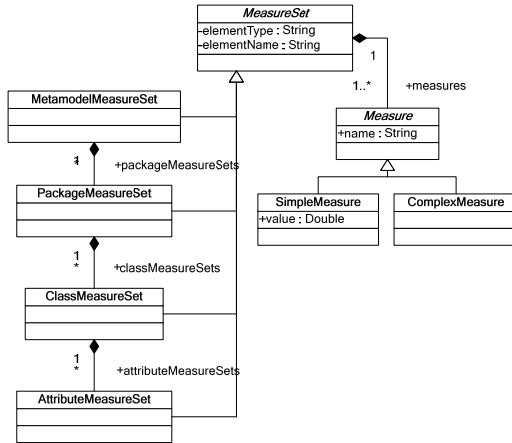 MeasureSet
-elementType : String
-elementName : String
1
1..*
+measures
MetamodelMeasureSet
Measure
+name : String
1
*
+packageMeasureSets
PackageMeasureSet
SimpleMeasure
+value : Double
ComplexMeasure
1
*
+classMeasureSets
ClassMeasureSet
1
*
+attributeMeasureSets
AttributeMeasureSet